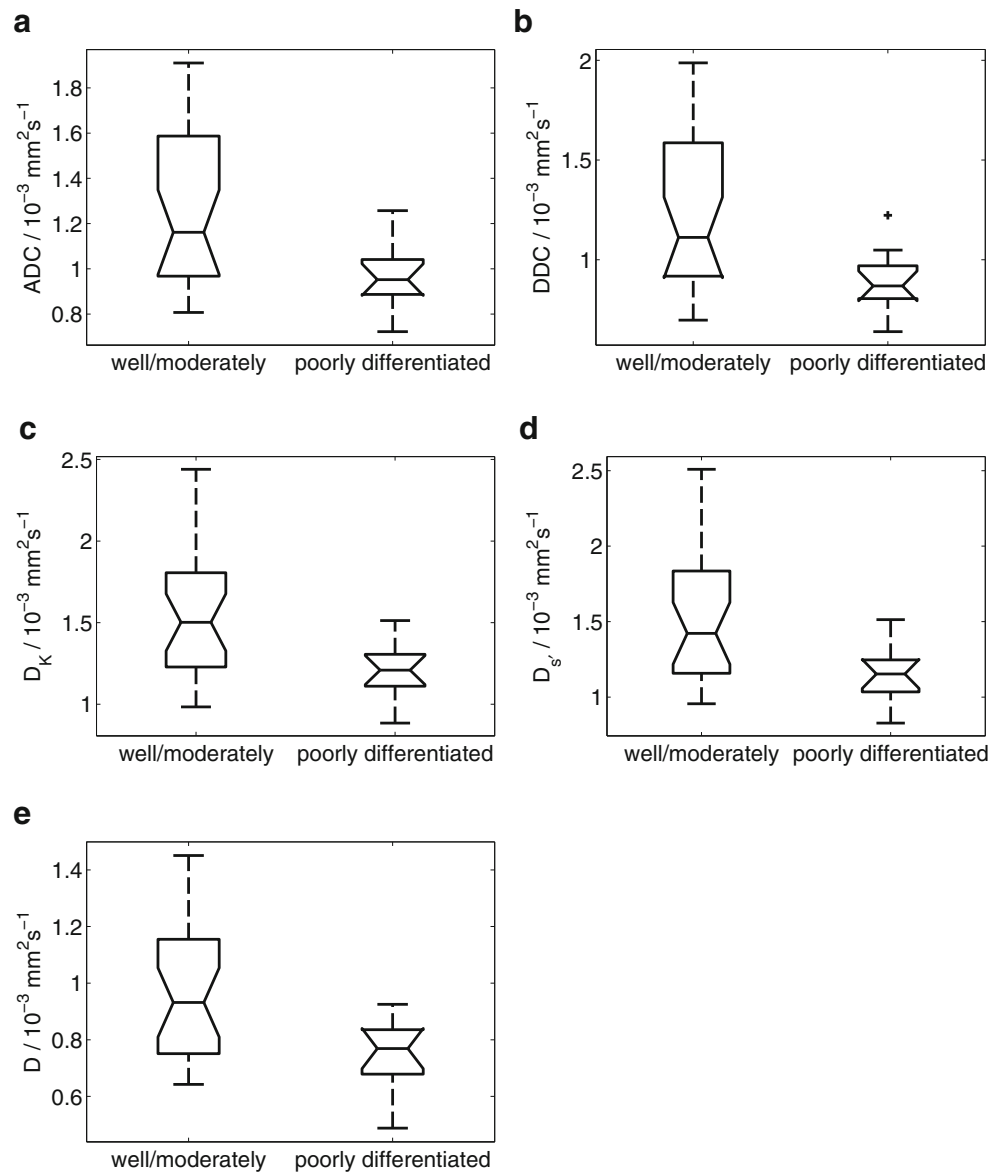 a
ADC / 10⁻³ mm²s⁻¹
1.8
1.6
1.4
1.2
1
0.8
well/moderately poorly differentiated
b
DDC / 10⁻³ mm²s⁻¹
2
1.5
1
well/moderately poorly differentiated
c
D_K / 10⁻³ mm²s⁻¹
2.5
2
1.5
1
well/moderately poorly differentiated
d
D_s′ / 10⁻³ mm²s⁻¹
2.5
2
1.5
1
well/moderately poorly differentiated
e
D / 10⁻³ mm²s⁻¹
1.4
1.2
1
0.8
0.6
well/moderately poorly differentiated